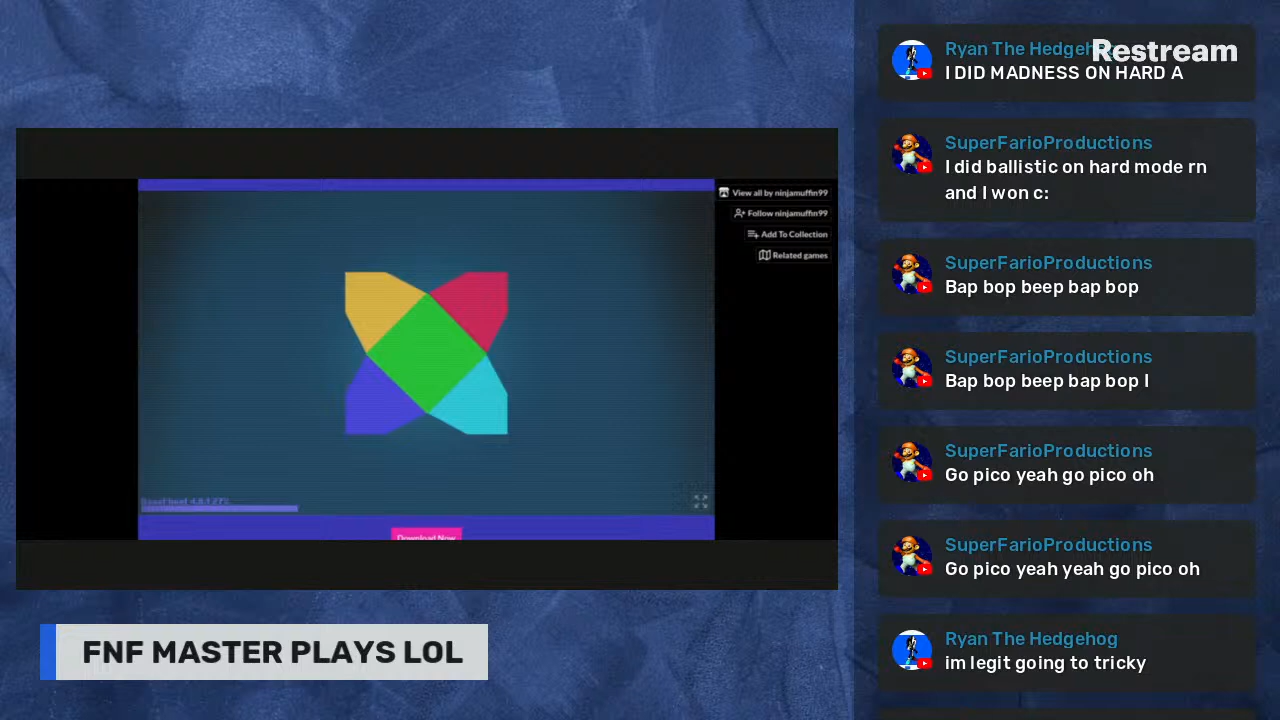 View all by ninjamuffin99
Follow ninjamuffin99
Add To Collection
Related games
Download Now
FNF MASTER PLAYS LOL
Restream
Ryan The Hedgehog
I DID MADNESS ON HARD A
SuperFarioProductions
I did ballistic on hard mode rn
and I won c:
SuperFarioProductions
Bap bop beep bap bop
SuperFarioProductions
Bap bop beep bap bop I
SuperFarioProductions
Go pico yeah go pico oh
SuperFarioProductions
Go pico yeah yeah go pico oh
Ryan The Hedgehog
im legit going to tricky